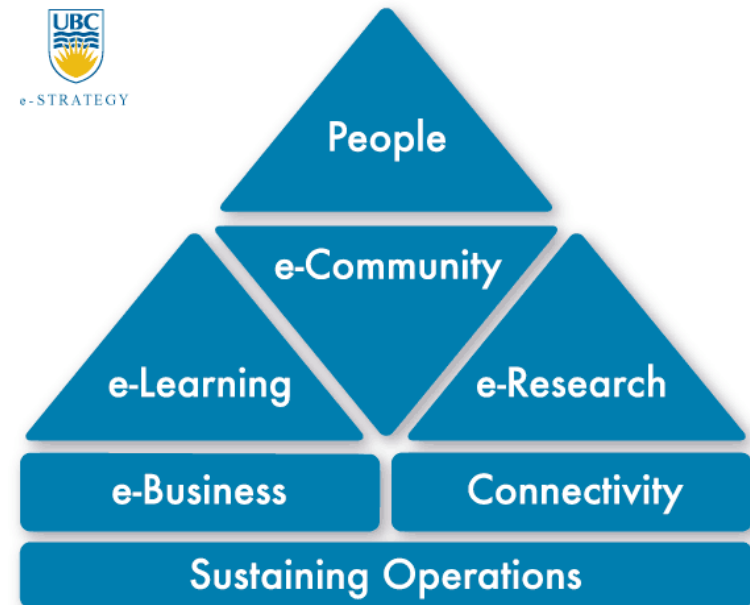 UBC
e-STRATEGY
People
e-Community
e-Learning
e-Research
e-Business
Connectivity
Sustaining Operations